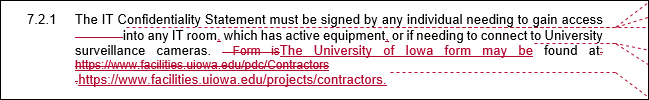 7.2.1 The IT Confidentiality Statement must be signed by any individual needing to gain access
into any IT room, which has active equipment, or if needing to connect to University
surveillance cameras. Form isThe University of Iowa form may be found at:
https://www.facilities.uiowa.edu/pdc/Contractors
.https://www.facilities.uiowa.edu/projects/contractors.